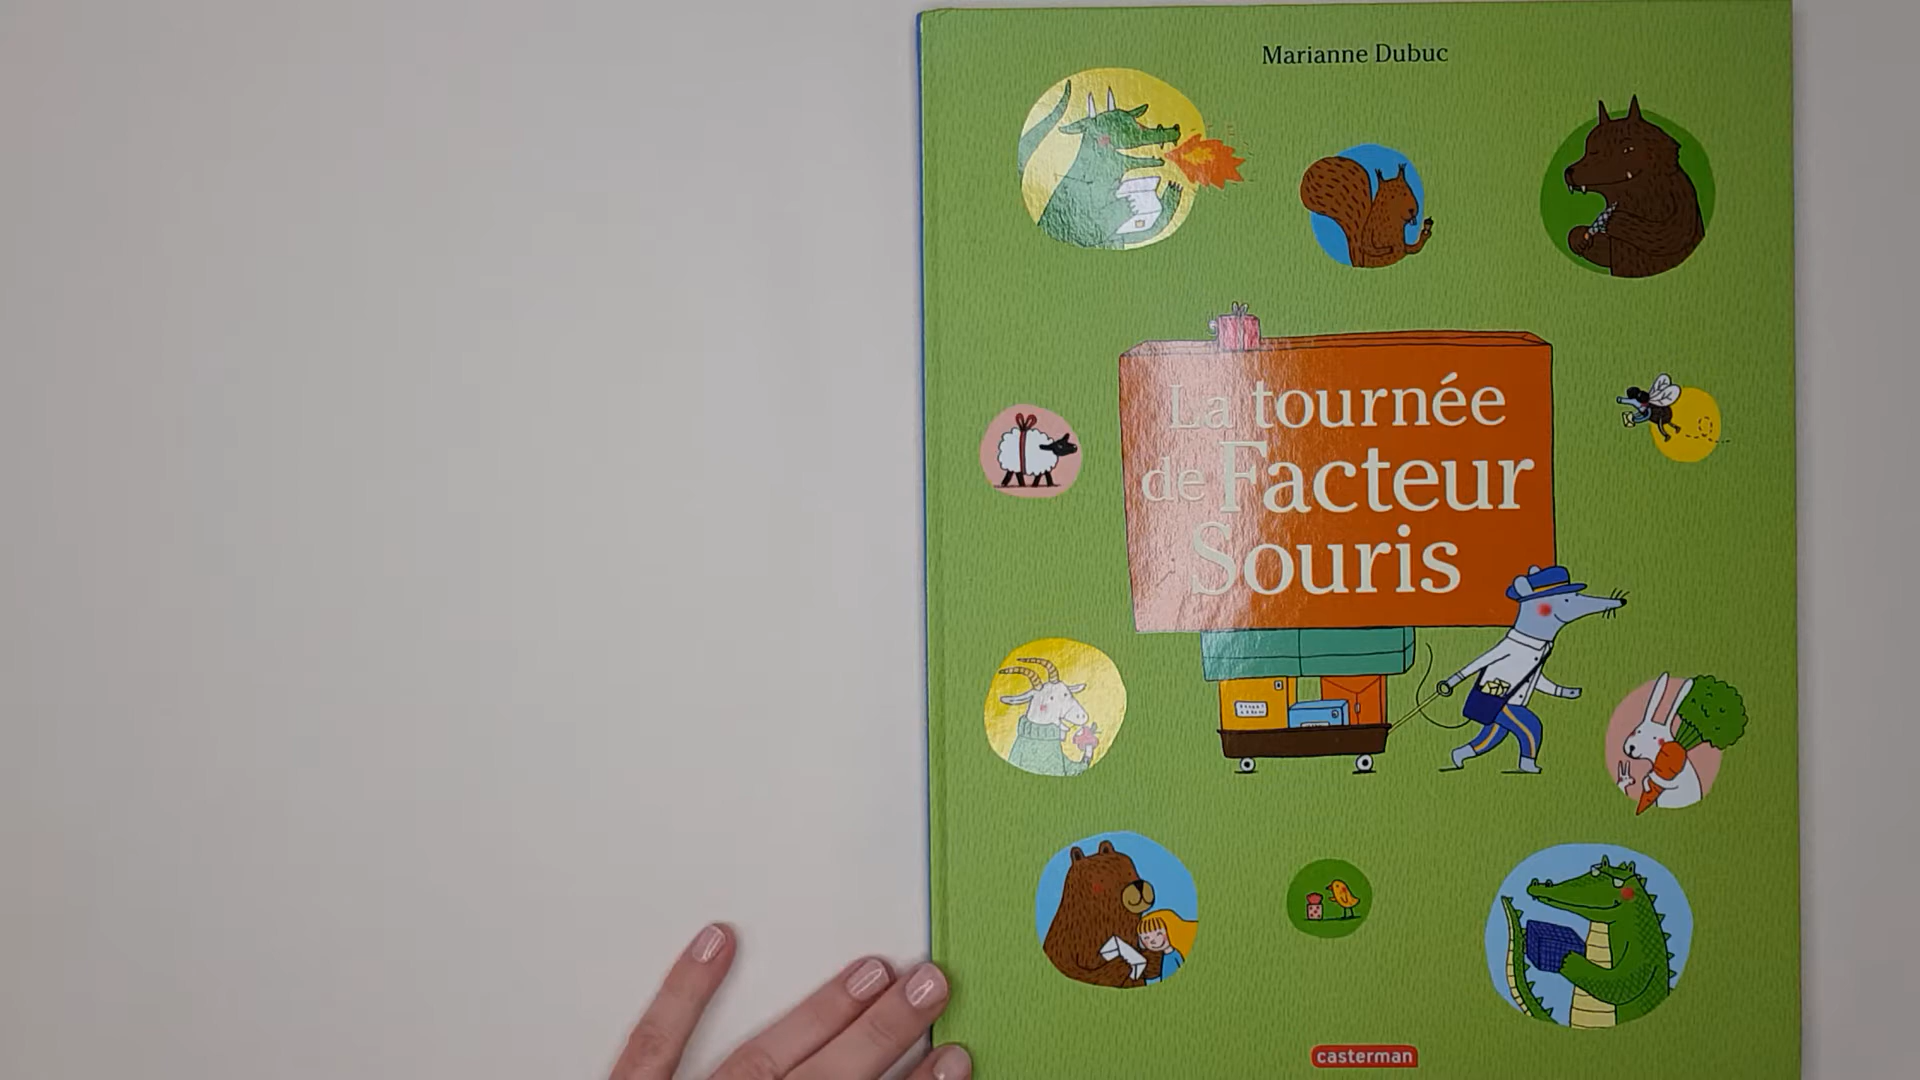 Marianne Dubuc
La tournée
de Facteur
Souris
casterman